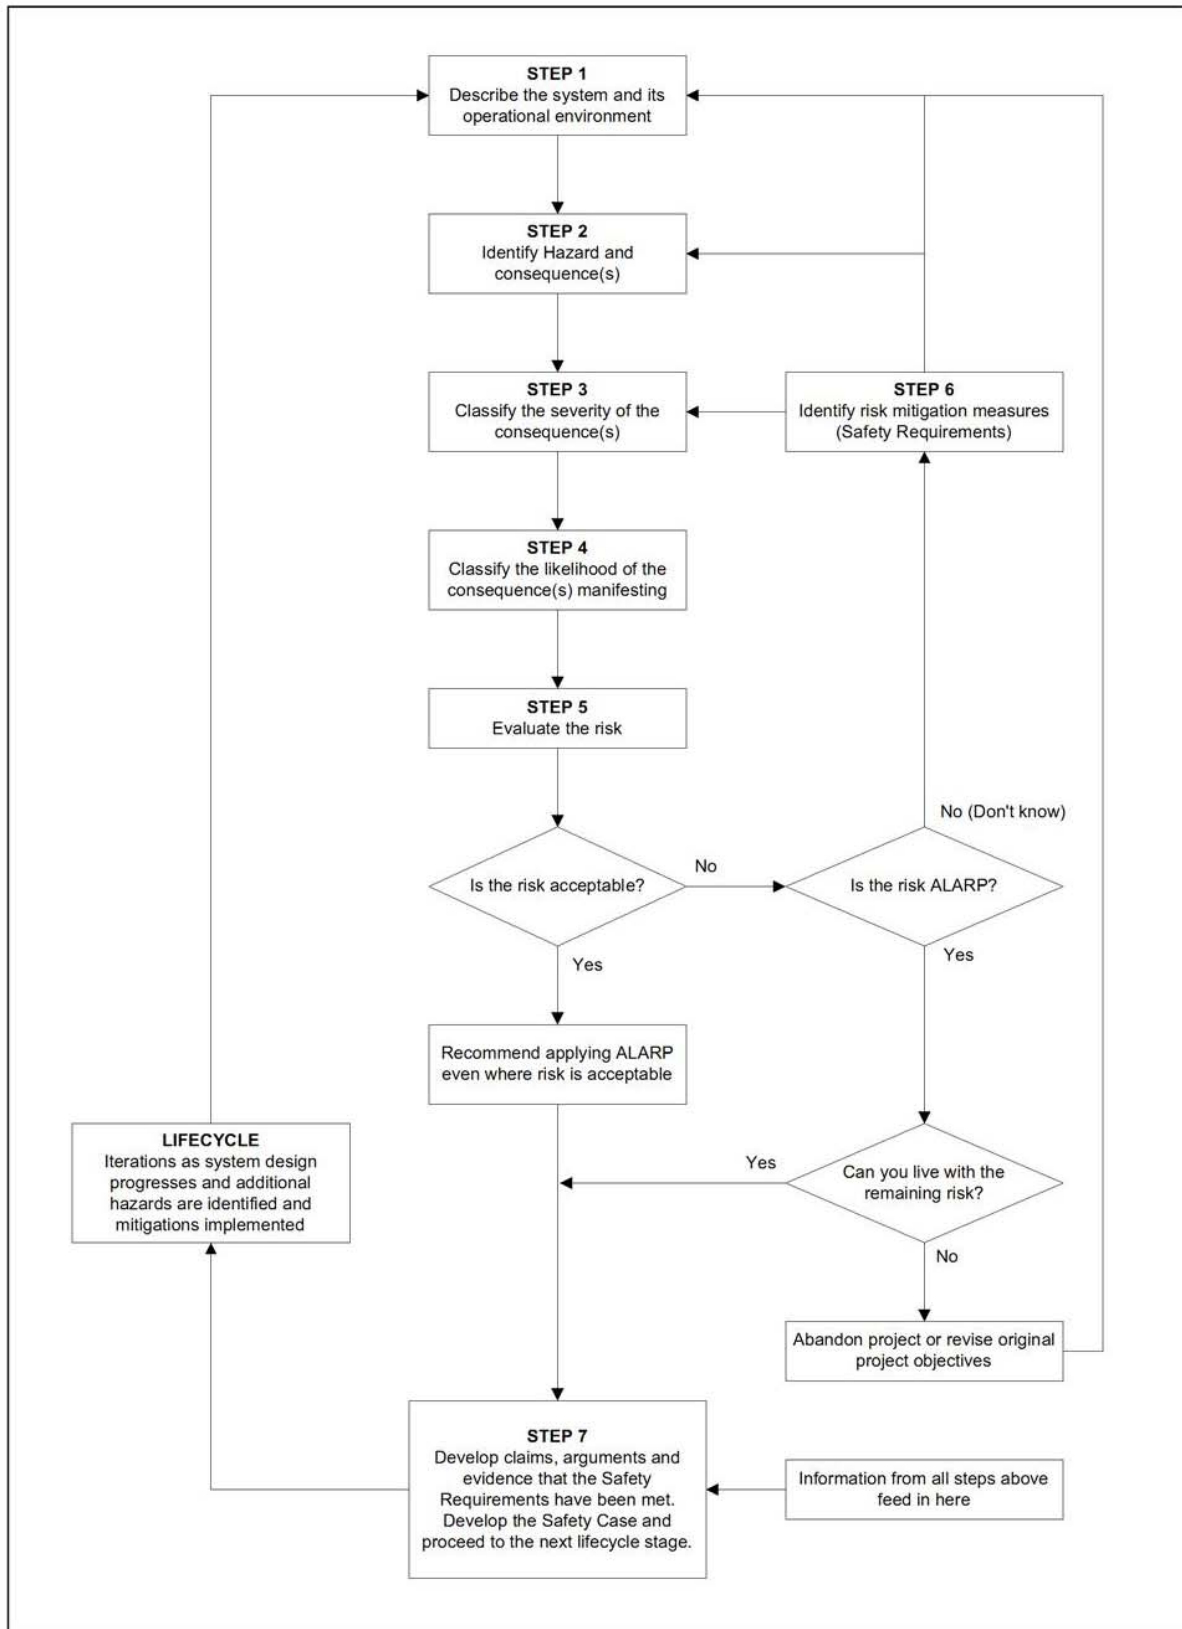 STEP 1
Describe the system and its
operational environment
STEP 2
Identify Hazard and
consequence(s)
STEP 3
Classify the severity of the
consequence(s)
STEP 6
Identify risk mitigation measures
(Safety Requirements)
STEP 4
Classify the likelihood of the
consequence(s) manifesting
STEP 5
Evaluate the risk
No (Don't know)
Is the risk acceptable?
No
Is the risk ALARP?
Yes
Yes
Recommend applying ALARP
even where risk is acceptable
LIFECYCLE
Iterations as system design
progresses and additional
hazards are identified and
mitigations implemented
Yes
Can you live with the
remaining risk?
No
Abandon project or revise original
project objectives
STEP 7
Develop claims, arguments and
evidence that the Safety
Requirements have been met.
Develop the Safety Case and
proceed to the next lifecycle stage.
Information from all steps above
feed in here